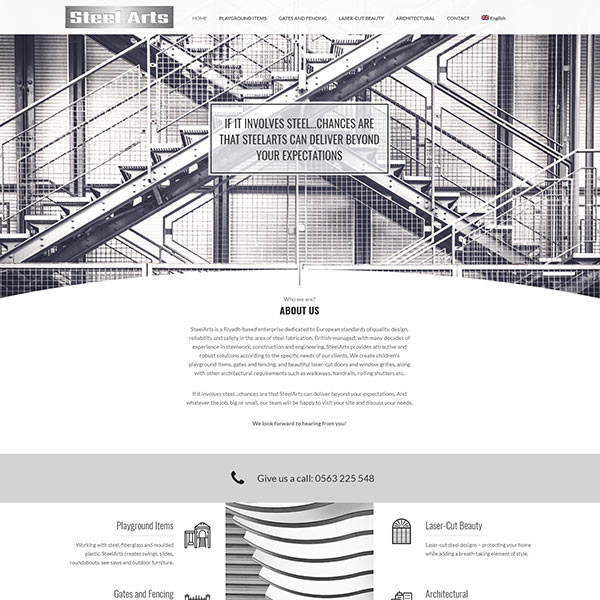 Steel Arts
HOME PLAYGROUND ITEMS GATES AND FENCING LASER-CUT BEAUTY ARCHITECTURAL CONTACT English
IF IT INVOLVES STEEL...CHANCES ARE
THAT STEELARTS CAN DELIVER BEYOND
YOUR EXPECTATIONS
Who we are?
ABOUT US
SteelArts is a Riyadh-based enterprise dedicated to European standards of quality, design,
reliability and safety in the area of steel fabrication. British-managed, with many decades of
experience in steelwork, construction and engineering, SteelArts provides attractive and
robust solutions according to the specific needs of our clients. We create children's
playground items, gates and fencing, and beautiful laser-cut doors and window grilles, along
with other architectural requirements such as walkways, handrails, rolling shutters etc.
If it involves steel...chances are that SteelArts can deliver beyond your expectations. And
whatever the job, big or small, our team will be happy to visit your site and discuss your needs.
We look forward to hearing from you!
Give us a call: 0563 225 548
Playground Items
Working with steel, fiberglass and moulded
plastic, SteelArts creates swings, slides,
roundabouts, see-saws and outdoor furniture.
Laser-Cut Beauty
Laser-cut steel designs – protecting your home
while adding a breath-taking element of style.
Gates and Fencing
Architectural